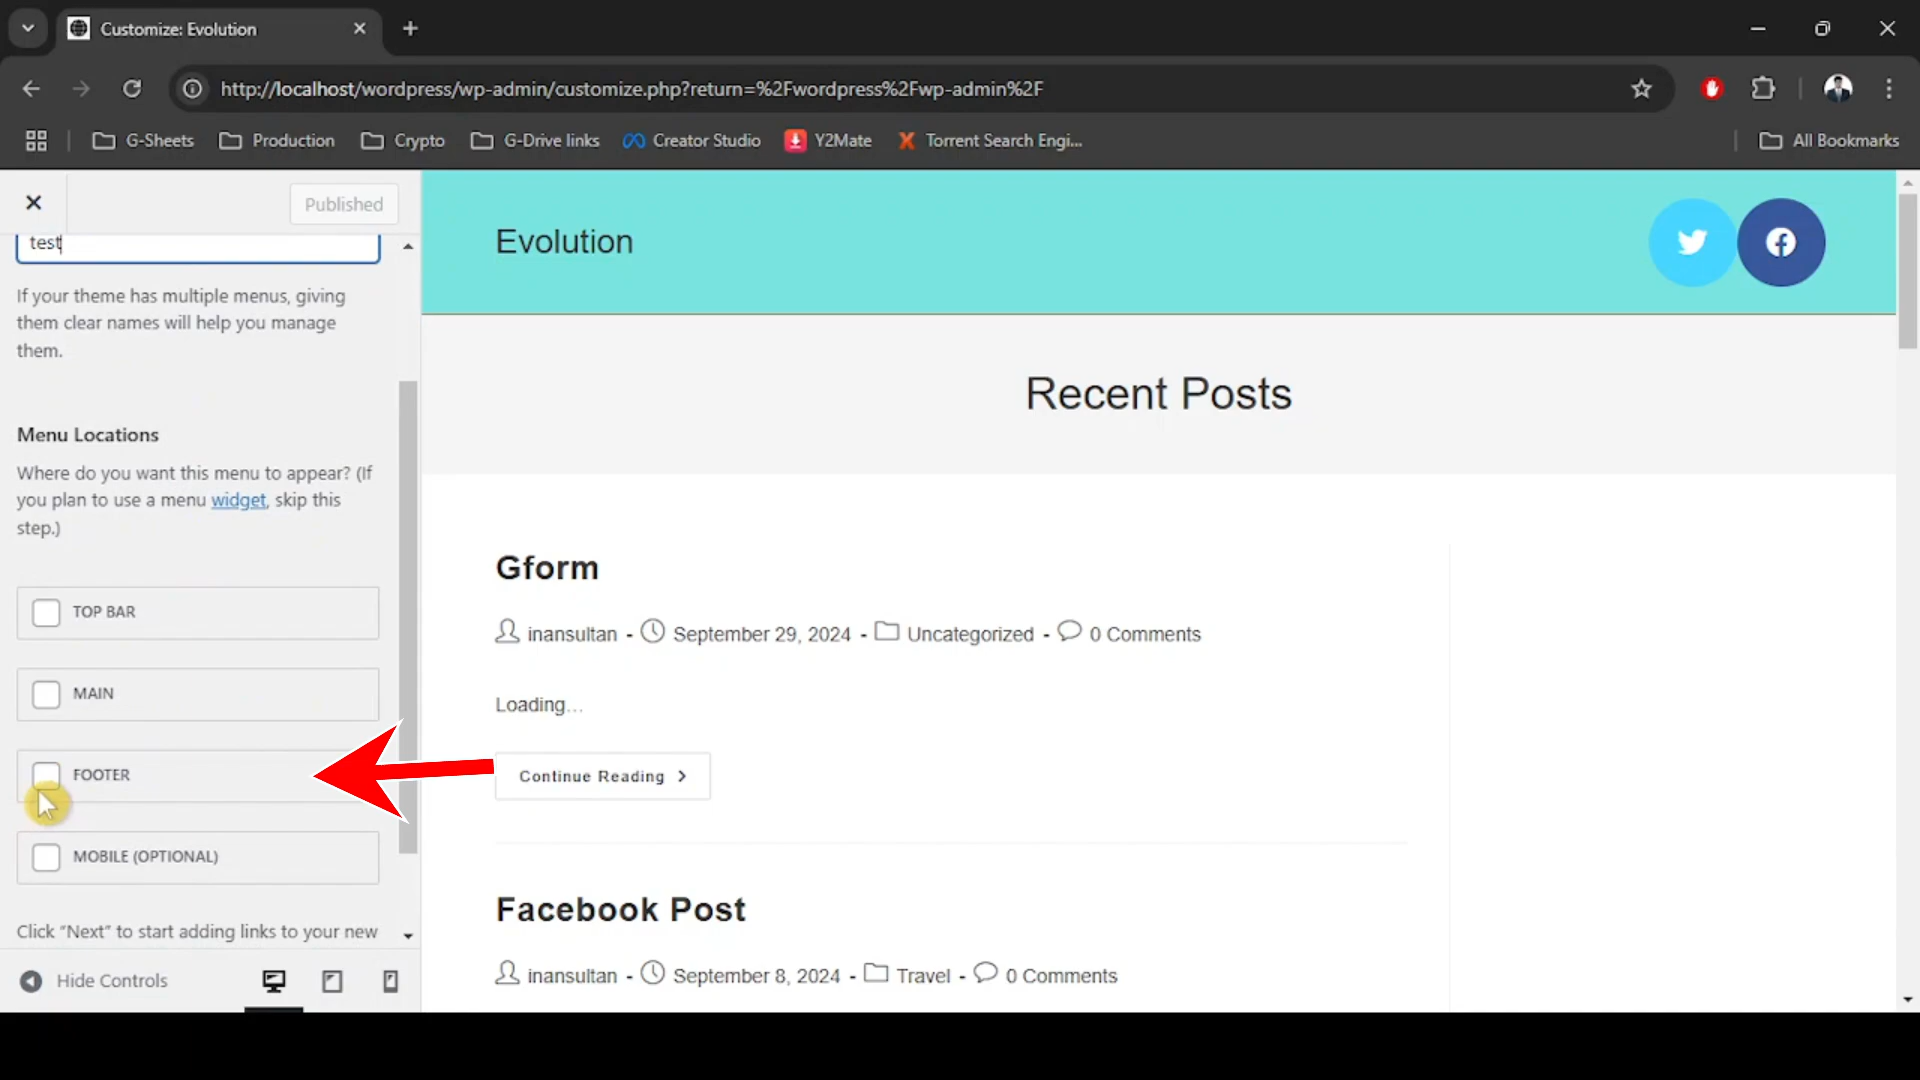 Customize: Evolution
http://localhost/wordpress/wp-admin/customize.php?return=%2Fwordpress%2Fwp-admin%2F
G-Sheets Production Crypto G-Drive links Creator Studio Y2Mate Torrent Search Engi... All Bookmarks
Published
test
If your theme has multiple menus, giving
them clear names will help you manage
them.
Menu Locations
Where do you want this menu to appear? (If
you plan to use a menu widget, skip this
step.)
TOP BAR
MAIN
FOOTER
MOBILE (OPTIONAL)
Click “Next” to start adding links to your new
Hide Controls
Evolution
Recent Posts
Gform
inansultan - September 29, 2024 - Uncategorized - 0 Comments
Loading...
Continue Reading
Facebook Post
inansultan - September 8, 2024 - Travel - 0 Comments